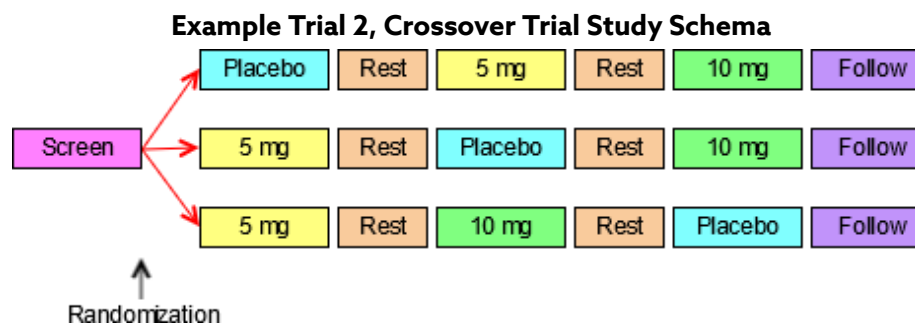 Example Trial 2, Crossover Trial Study Schema
Placebo Rest 5 mg Rest 10 mg Follow
Screen 5 mg Rest Placebo Rest 10 mg Follow
5 mg Rest 10 mg Rest Placebo Follow
Randomization